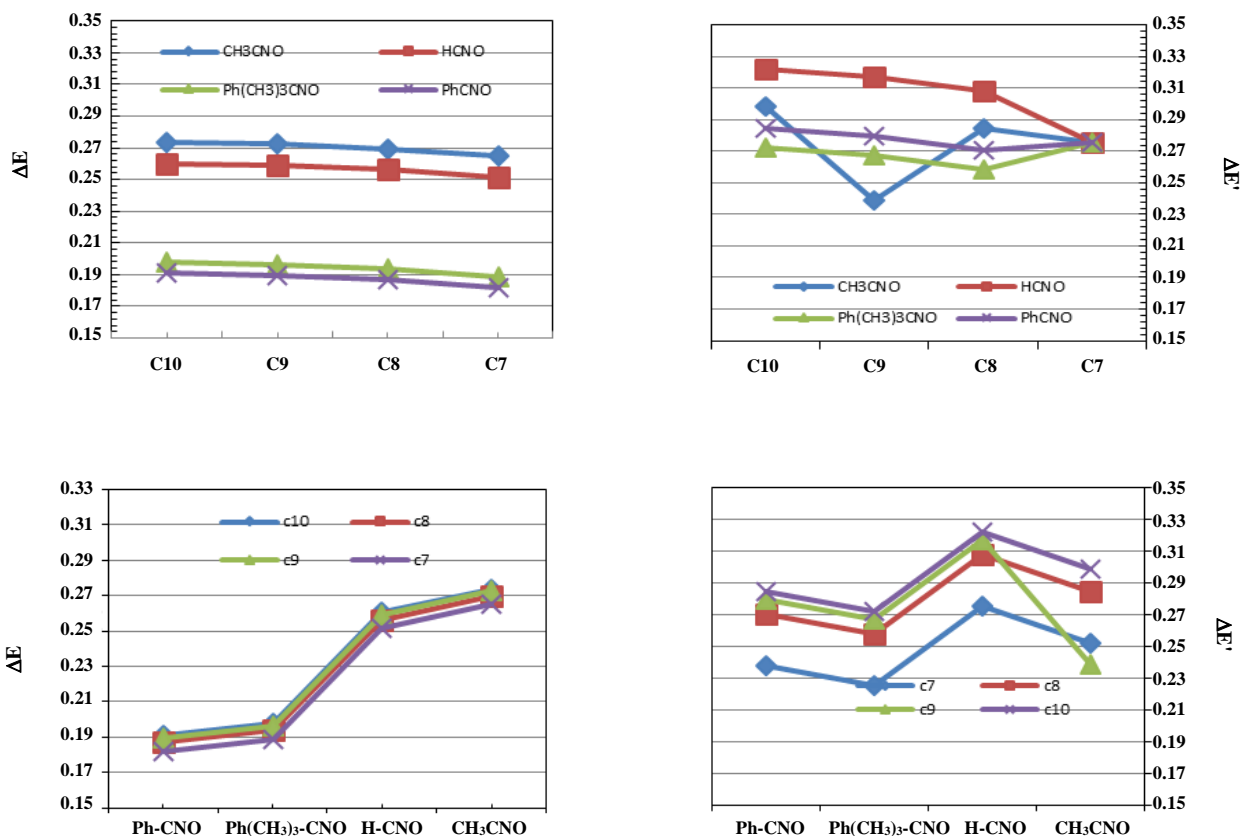 0.35
0.33
0.31
0.29
0.27
0.25
0.23
0.21
0.19
0.17
0.15
ΔE
CH3CNO HCNO
Ph(CH3)3CNO PhCNO
C10 C9 C8 C7
0.35
0.33
0.31
0.29
0.27
0.25
0.23
0.21
0.19
0.17
0.15
ΔE'
CH3CNO HCNO
Ph(CH3)3CNO PhCNO
C10 C9 C8 C7
0.33
0.31
0.29
0.27
0.25
0.23
0.21
0.19
0.17
0.15
ΔE
c10 c8
c9 c7
Ph-CNO Ph(CH₃)₃-CNO H-CNO CH₃CNO
0.35
0.33
0.31
0.29
0.27
0.25
0.23
0.21
0.19
0.17
0.15
ΔE'
c7 c8
c9 c10
Ph-CNO Ph(CH₃)₃-CNO H-CNO CH₃CNO